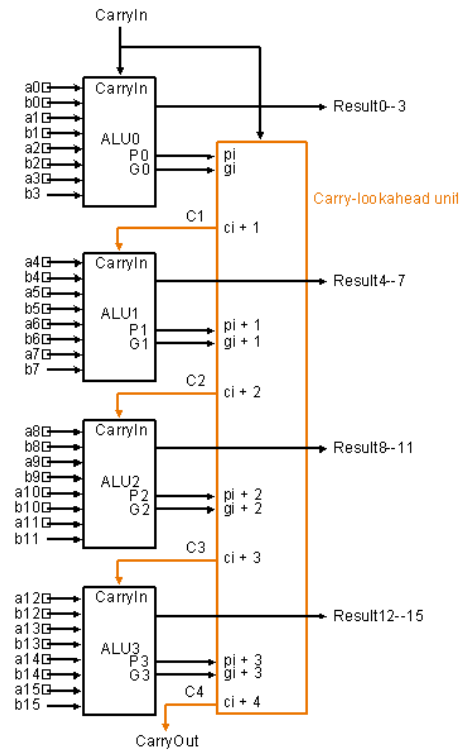 CarryIn
a0
b0
a1
b1
a2
b2
a3
b3
CarryIn
ALU0
P0
G0
Result0--3
pi
gi
Carry-lookahead unit
C1
ci + 1
a4
b4
a5
b5
a6
b6
a7
b7
CarryIn
ALU1
P1
G1
Result4--7
pi + 1
gi + 1
C2
ci + 2
a8
b8
a9
b9
a10
b10
a11
b11
CarryIn
ALU2
P2
G2
Result8--11
pi + 2
gi + 2
C3
ci + 3
a12
b12
a13
b13
a14
b14
a15
b15
CarryIn
ALU3
P3
G3
Result12--15
pi + 3
gi + 3
C4
ci + 4
CarryOut